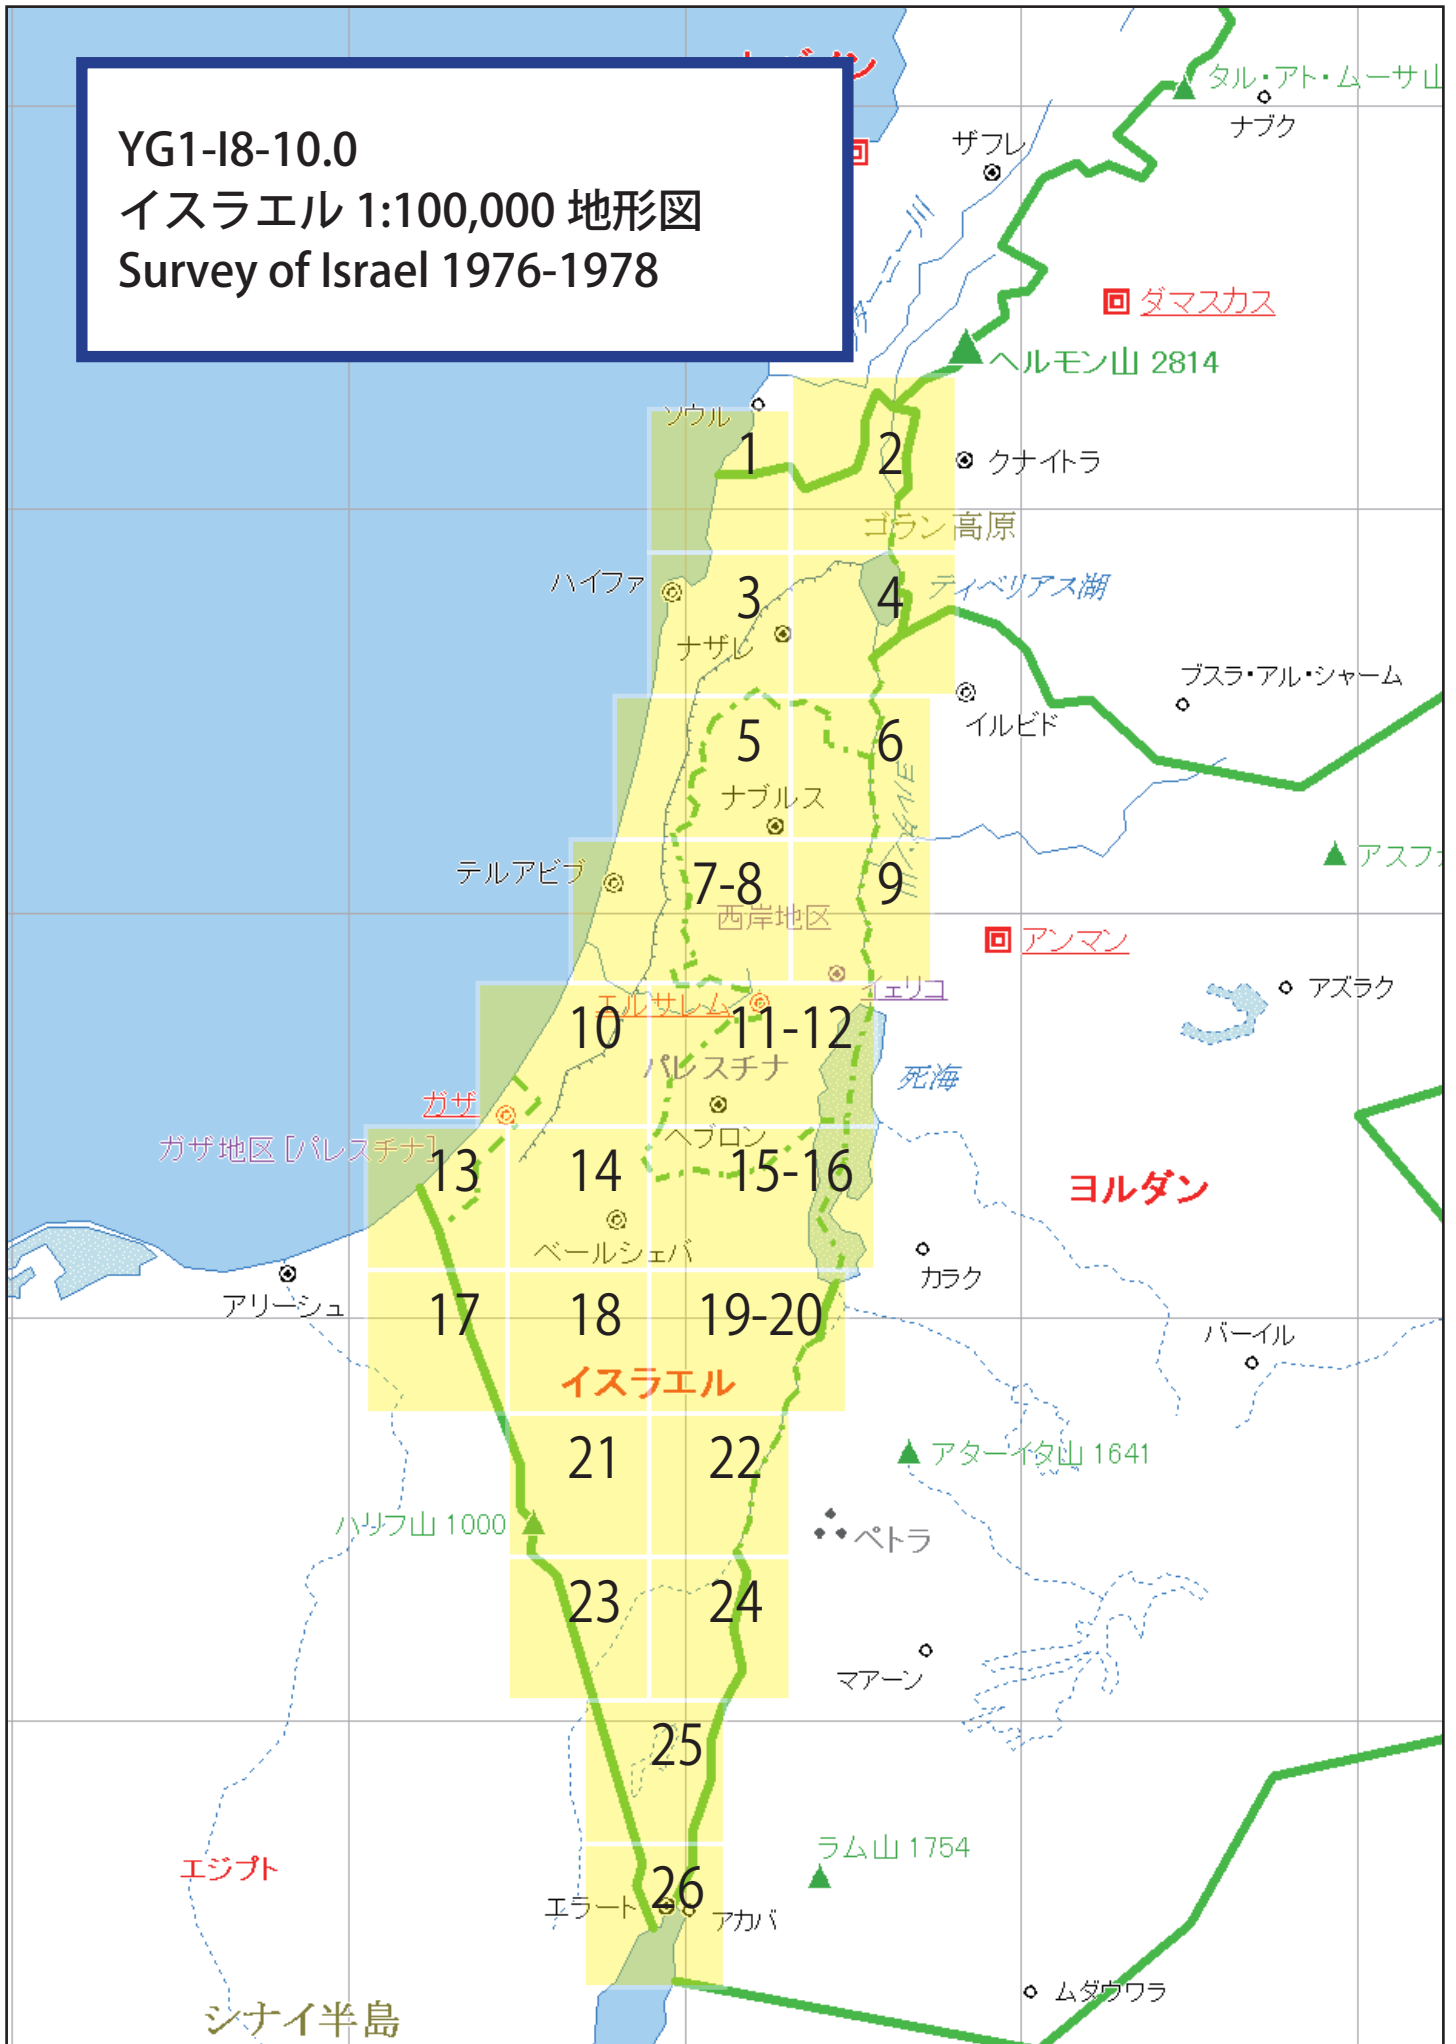 YG1-I8-10.0
イスラエル 1:100,000 地形図
Survey of Israel 1976-1978
タル・アト・ムーサ山
ナブク
ザフレ
ダマスカス
ヘルモン山 2814
ソウル
1
2
クナイトラ
ゴラン高原
ハイファ
3
4
ティベリアス湖
ナザレ
ブスラ・アル・シャーム
イルビド
5
6
ナブルス
ヨルダン川
テルアビブ
7-8
9
アスファ
西岸地区
アンマン
イェリコ
アズラク
エルサレム
10
11-12
パレスチナ
死海
ガザ
ヘブロン
ガザ地区 [パレスチナ]
13
14
15-16
ヨルダン
ベールシェバ
カラク
アリーシュ
17
18
19-20
バーイル
イスラエル
21
22
アターイタ山 1641
ハリフ山 1000
ペトラ
23
24
マアーン
25
ラム山 1754
エジプト
26
エラート
アカバ
ムダウワラ
シナイ半島